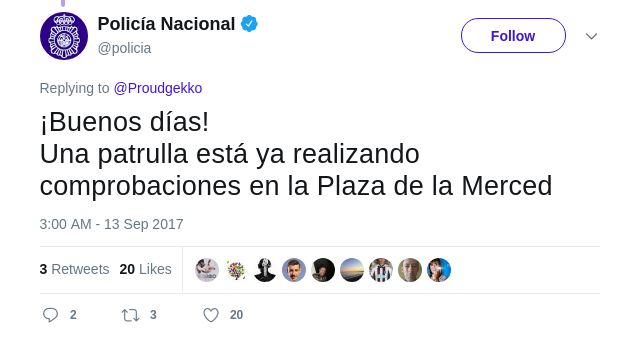 Policía Nacional
@policia
Follow
Replying to @Proudgekko
¡Buenos días!
Una patrulla está ya realizando
comprobaciones en la Plaza de la Merced
3:00 AM - 13 Sep 2017
3 Retweets 20 Likes
2 3 20